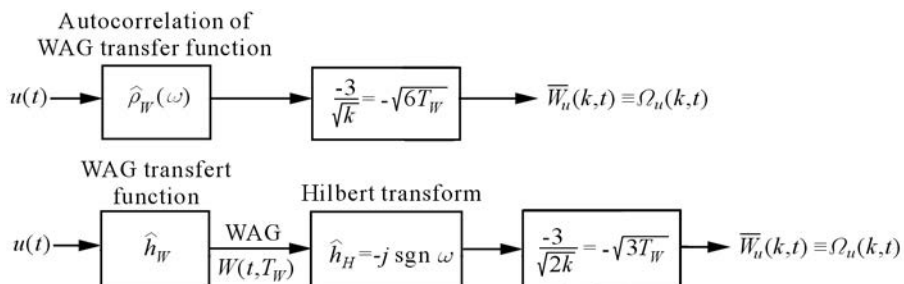 Autocorrelation of
WAG transfer function
u(t) ρ̂_W(ω) -3/√k = -√6T_W W̅_u(k,t) ≡ Ω_u(k,t)
WAG transfert
function
Hilbert transform
u(t) ĥ_W WAG W(t,T_W) ĥ_H = -j sgn ω -3/√2k = -√3T_W W̅_u(k,t) ≡ Ω_u(k,t)